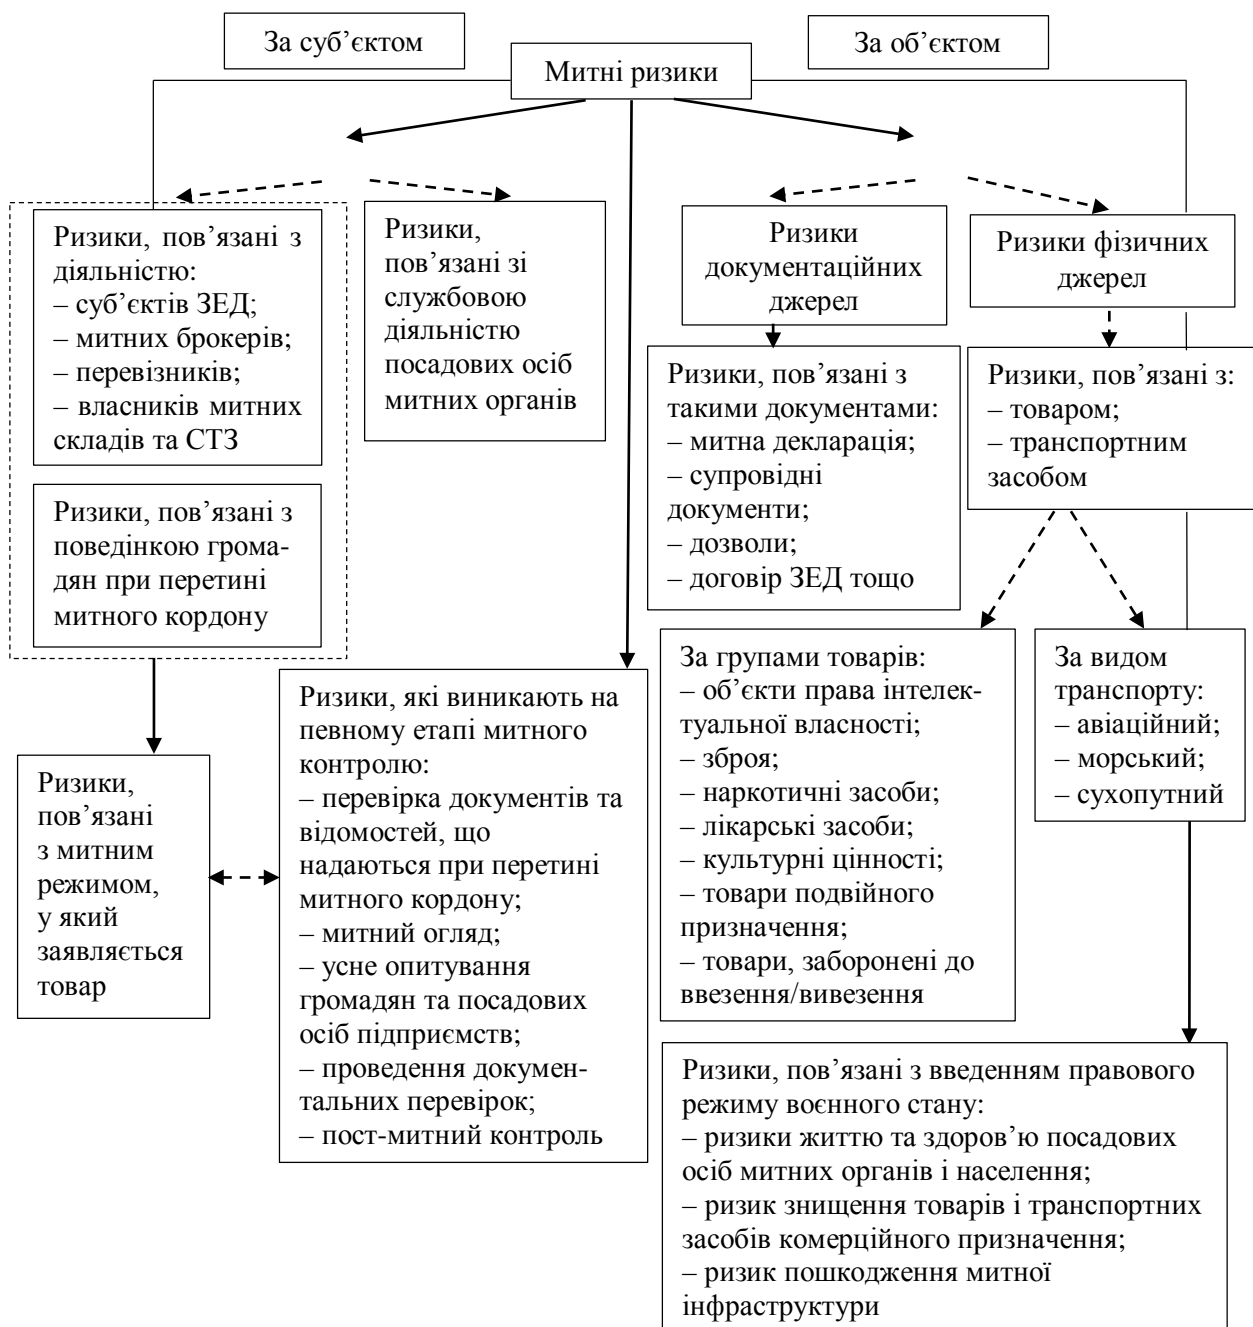 За суб’єктом
За об’єктом
Митні ризики
Ризики, пов’язані з
діяльністю:
– суб’єктів ЗЕД;
– митних брокерів;
– перевізників;
– власників митних
складів та СТЗ
Ризики,
пов’язані зі
службовою
діяльністю
посадових осіб
митних органів
Ризики
документаційних
джерел
Ризики фізичних
джерел
Ризики, пов’язані з
такими документами:
– митна декларація;
– супровідні
документи;
– дозволи;
– договір ЗЕД тощо
Ризики, пов’язані з:
– товаром;
– транспортним
засобом
Ризики, пов’язані з
поведінкою грома-
дян при перетині
митного кордону
Ризики,
пов’язані
з митним
режимом,
у який
заявляється
товар
Ризики, які виникають на
певному етапі митного
контролю:
– перевірка документів та
відомостей, що
надаються при перетині
митного кордону;
– митний огляд;
– усне опитування
громадян та посадових
осіб підприємств;
– проведення докумен-
тальних перевірок;
– пост-митний контроль
За групами товарів:
– об’єкти права інтелек-
туальної власності;
– зброя;
– наркотичні засоби;
– лікарські засоби;
– культурні цінності;
– товари подвійного
призначення;
– товари, заборонені до
ввезення/вивезення
За видом
транспорту:
– авіаційний;
– морський;
– сухопутний
Ризики, пов’язані з введенням правового
режиму воєнного стану:
– ризики життю та здоров’ю посадових
осіб митних органів і населення;
– ризик знищення товарів і транспортних
засобів комерційного призначення;
– ризик пошкодження митної
інфраструктури